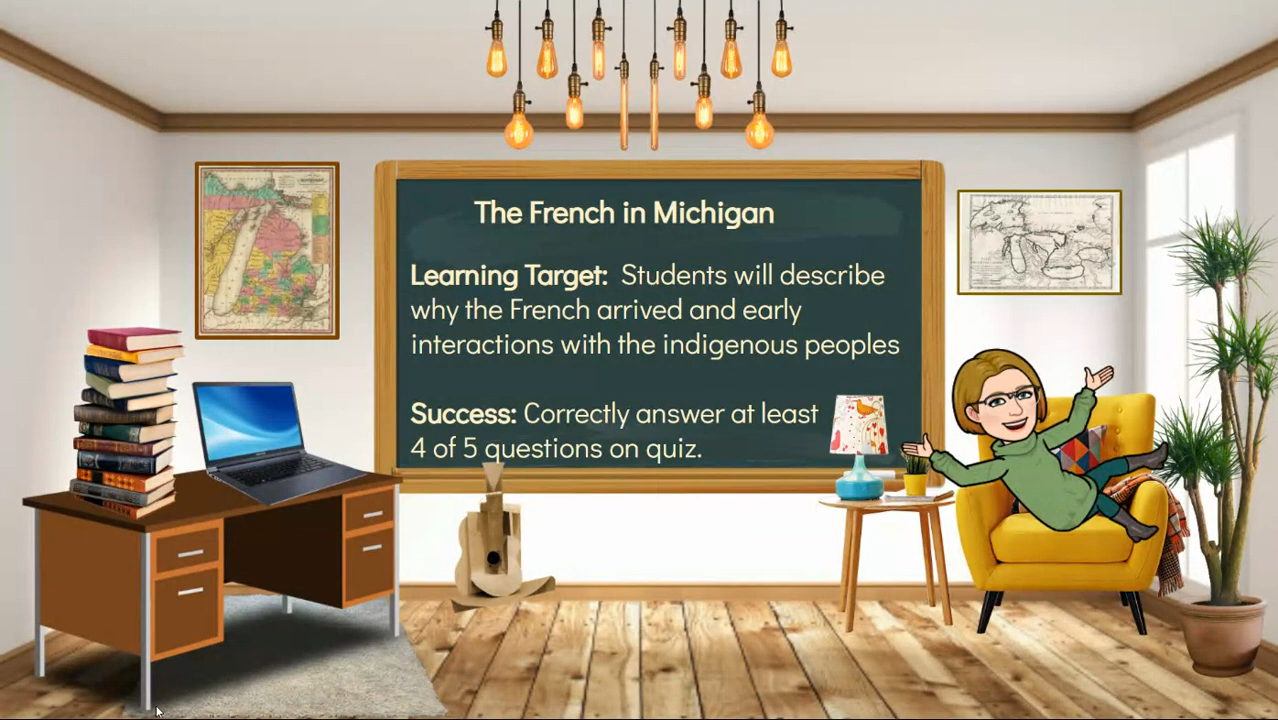 The French in Michigan
Learning Target: Students will describe
why the French arrived and early
interactions with the indigenous peoples
Success: Correctly answer at least
4 of 5 questions on quiz.